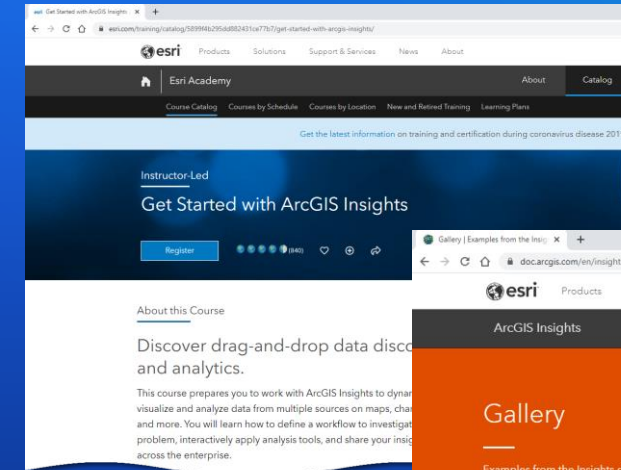 Get Started with ArcGIS Insights
esri.com/training/catalog/5899f4b295dd882431ce77b7/get-started-with-arcgis-insights/
esri Products Solutions Support & Services News About
Esri Academy About Catalog
Course Catalog Courses by Schedule Courses by Location New and Retired Training Learning Plans
Get the latest information on training and certification during coronavirus disease 201
Instructor-Led
Get Started with ArcGIS Insights
Register (840)
About this Course
Discover drag-and-drop data disco
and analytics.
This course prepares you to work with ArcGIS Insights to dynar
visualize and analyze data from multiple sources on maps, char
and more. You will learn how to define a workflow to investigat
problem, interactively apply analysis tools, and share your insig
across the enterprise.
Gallery | Examples from the Insig
doc.arcgis.com/en/insight
esri Products
ArcGIS Insights
Gallery
Examples from the Insights